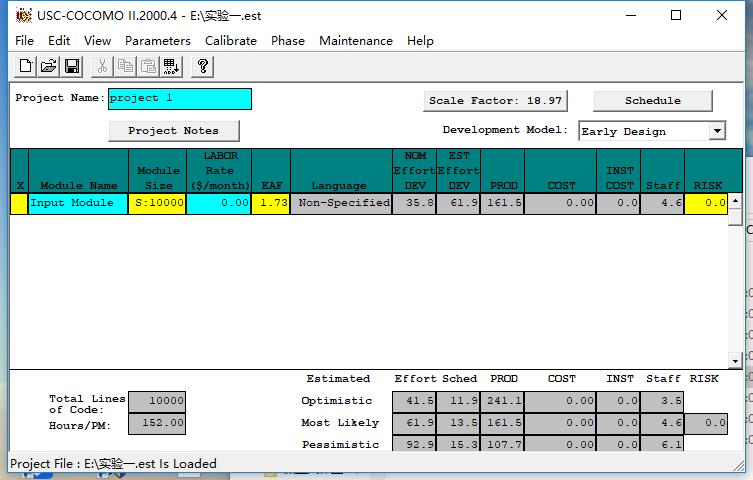 USC-COCOMO II.2000.4 - E:\实验一.est
File Edit View Parameters Calibrate Phase Maintenance Help
Project Name: project 1 Scale Factor: 18.97 Schedule
Project Notes Development Model: Early Design
X Module Name Module Size LABOR Rate ($/month) EAF Language NOM Effort DEV EST Effort DEV PROD COST INST COST Staff RISK
Input Module S:10000 0.00 1.73 Non-Specified 35.8 61.9 161.5 0.00 0.0 4.6 0.0
Estimated Effort Sched PROD COST INST Staff RISK
Total Lines of Code: 10000 Optimistic 41.5 11.9 241.1 0.00 0.0 3.5
Hours/PM: 152.00 Most Likely 61.9 13.5 161.5 0.00 0.0 4.6 0.0
Pessimistic 92.9 15.3 107.7 0.00 0.0 6.1
Project File : E:\实验一.est Is Loaded